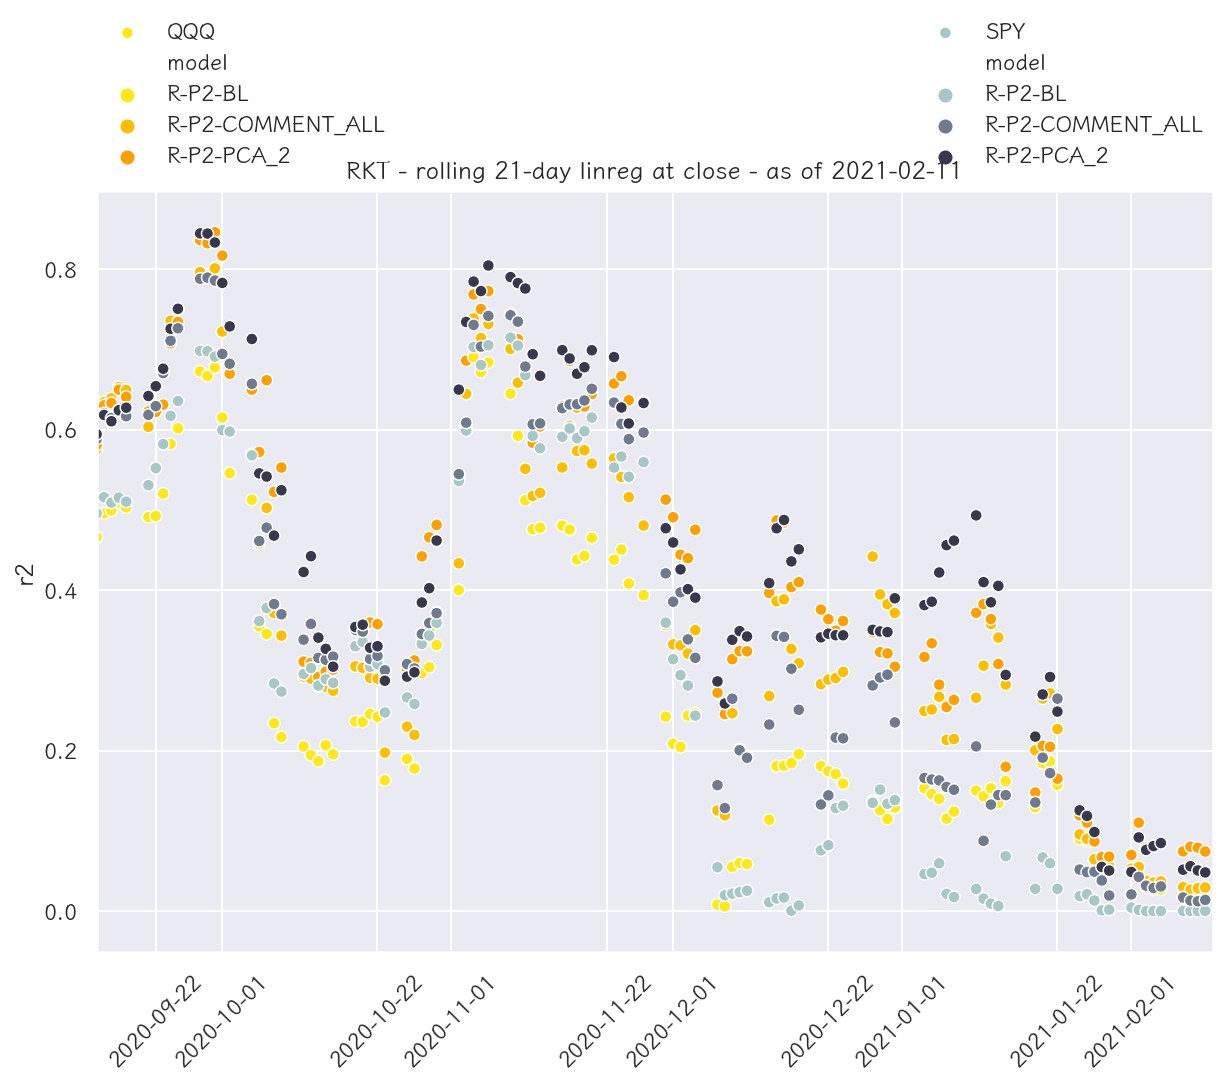 QQQ
model
R-P2-BL
R-P2-COMMENT_ALL
R-P2-PCA_2
SPY
model
R-P2-BL
R-P2-COMMENT_ALL
R-P2-PCA_2
RKT - rolling 21-day linreg at close - as of 2021-02-11
r2
0.8
0.6
0.4
0.2
0.0
2020-09-22
2020-10-01
2020-10-22
2020-11-01
2020-11-22
2020-12-01
2020-12-22
2021-01-01
2021-01-22
2021-02-01